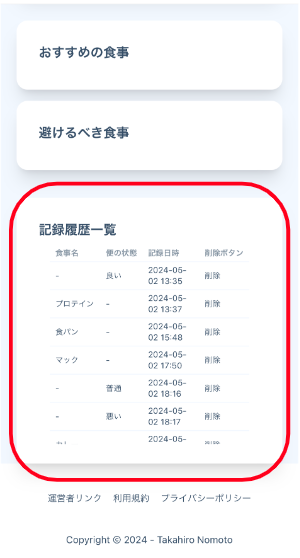 おすすめの食事
避けるべき食事
記録履歴一覧
食事名 便の状態 記録日時 削除ボタン
- 良い 2024-05-02 13:35 削除
プロテイン - 2024-05-02 13:37 削除
食パン - 2024-05-02 15:48 削除
マック - 2024-05-02 17:50 削除
- 普通 2024-05-02 18:16 削除
- 悪い 2024-05-02 18:17 削除
2024-05- 削除
運営者リンク 利用規約 プライバシーポリシー
Copyright © 2024 - Takahiro Nomoto